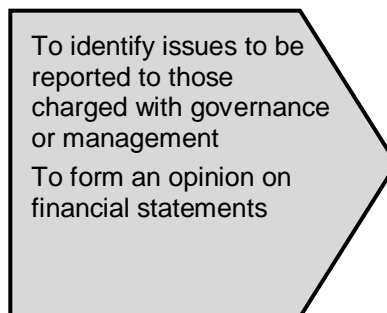 To identify issues to be
reported to those
charged with governance
or management
To form an opinion on
financial statements